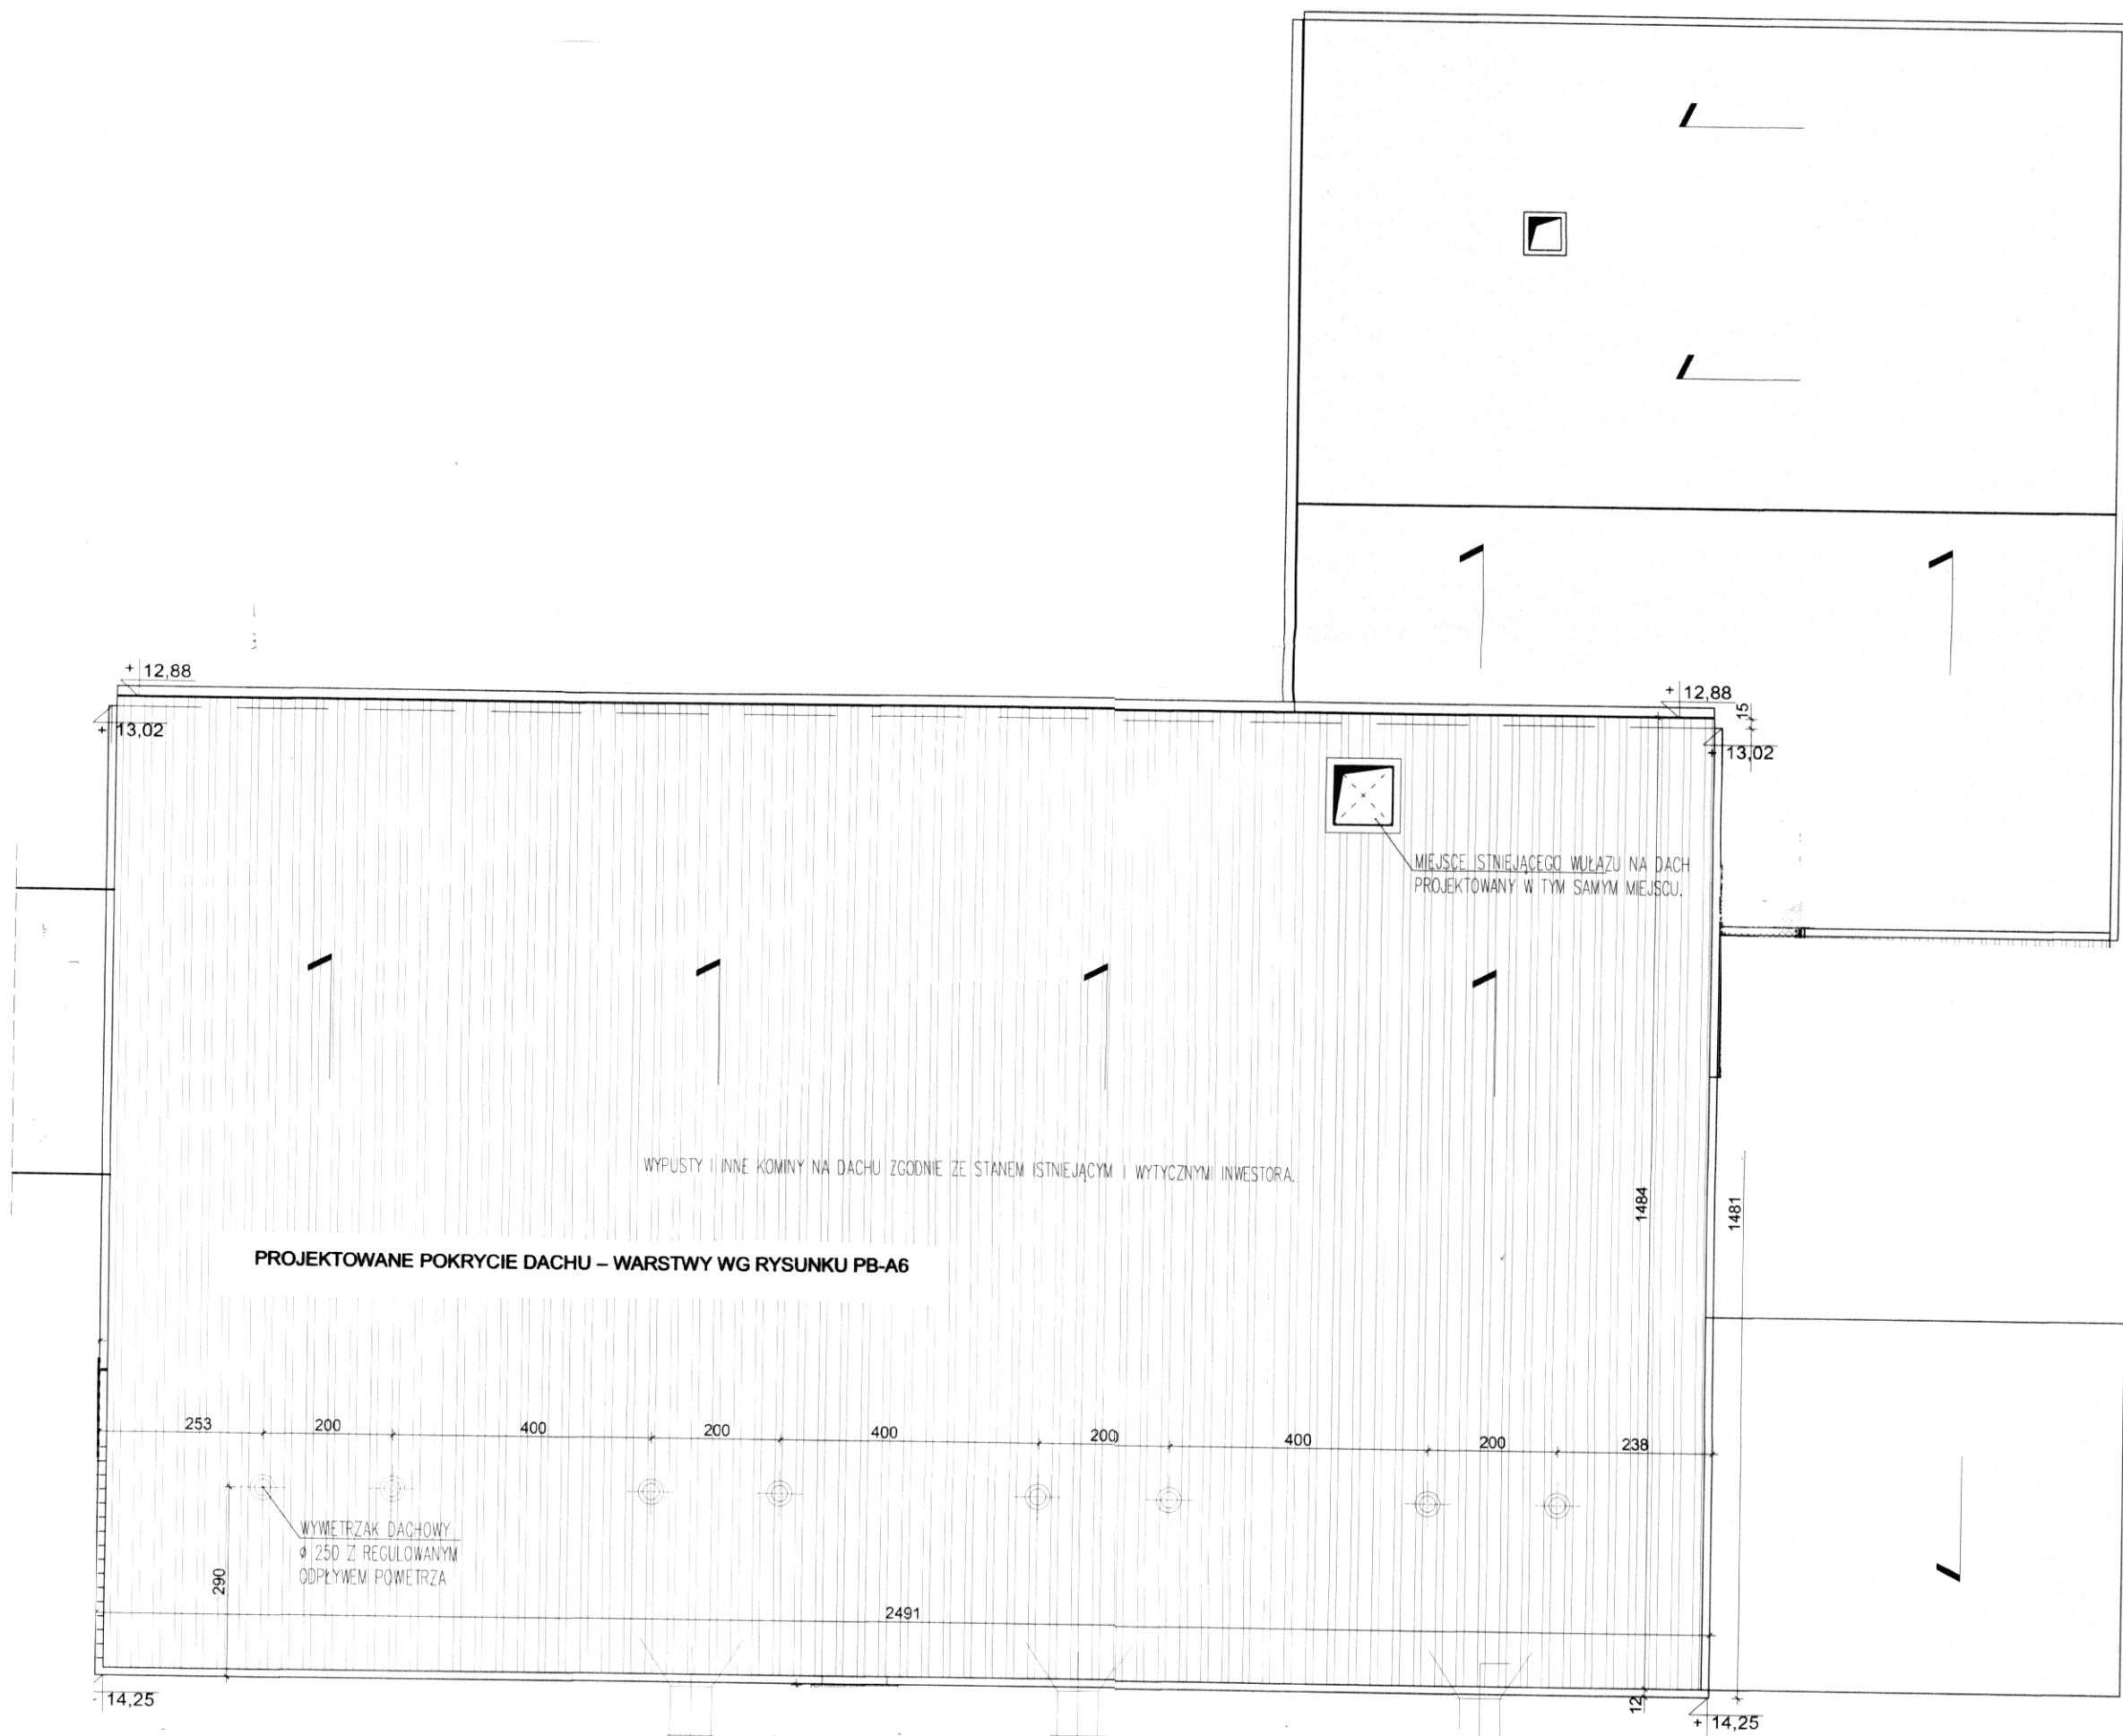 + 12,88
+ 12,88
15
+ 13,02
+ 13,02
MIEJSCE ISTNIEJĄCEGO WUŁAZU NA DACH
PROJEKTOWANY W TYM SAMYM MIEJSCU.
WYPUSTY I INNE KOMINY NA DACHU ZGODNIE ZE STANEM ISTNIEJĄCYM I WYTYCZNYMI INWESTORA.
1484
1481
PROJEKTOWANE POKRYCIE DACHU – WARSTWY WG RYSUNKU PB-A6
253 200 400 200 400 200 400 200 238
WYWIETRZAK DACHOWY
ø 250 Z REGULOWANYM
ODPŁYWEM POWIETRZA
290
2491
14,25
12
+ 14,25